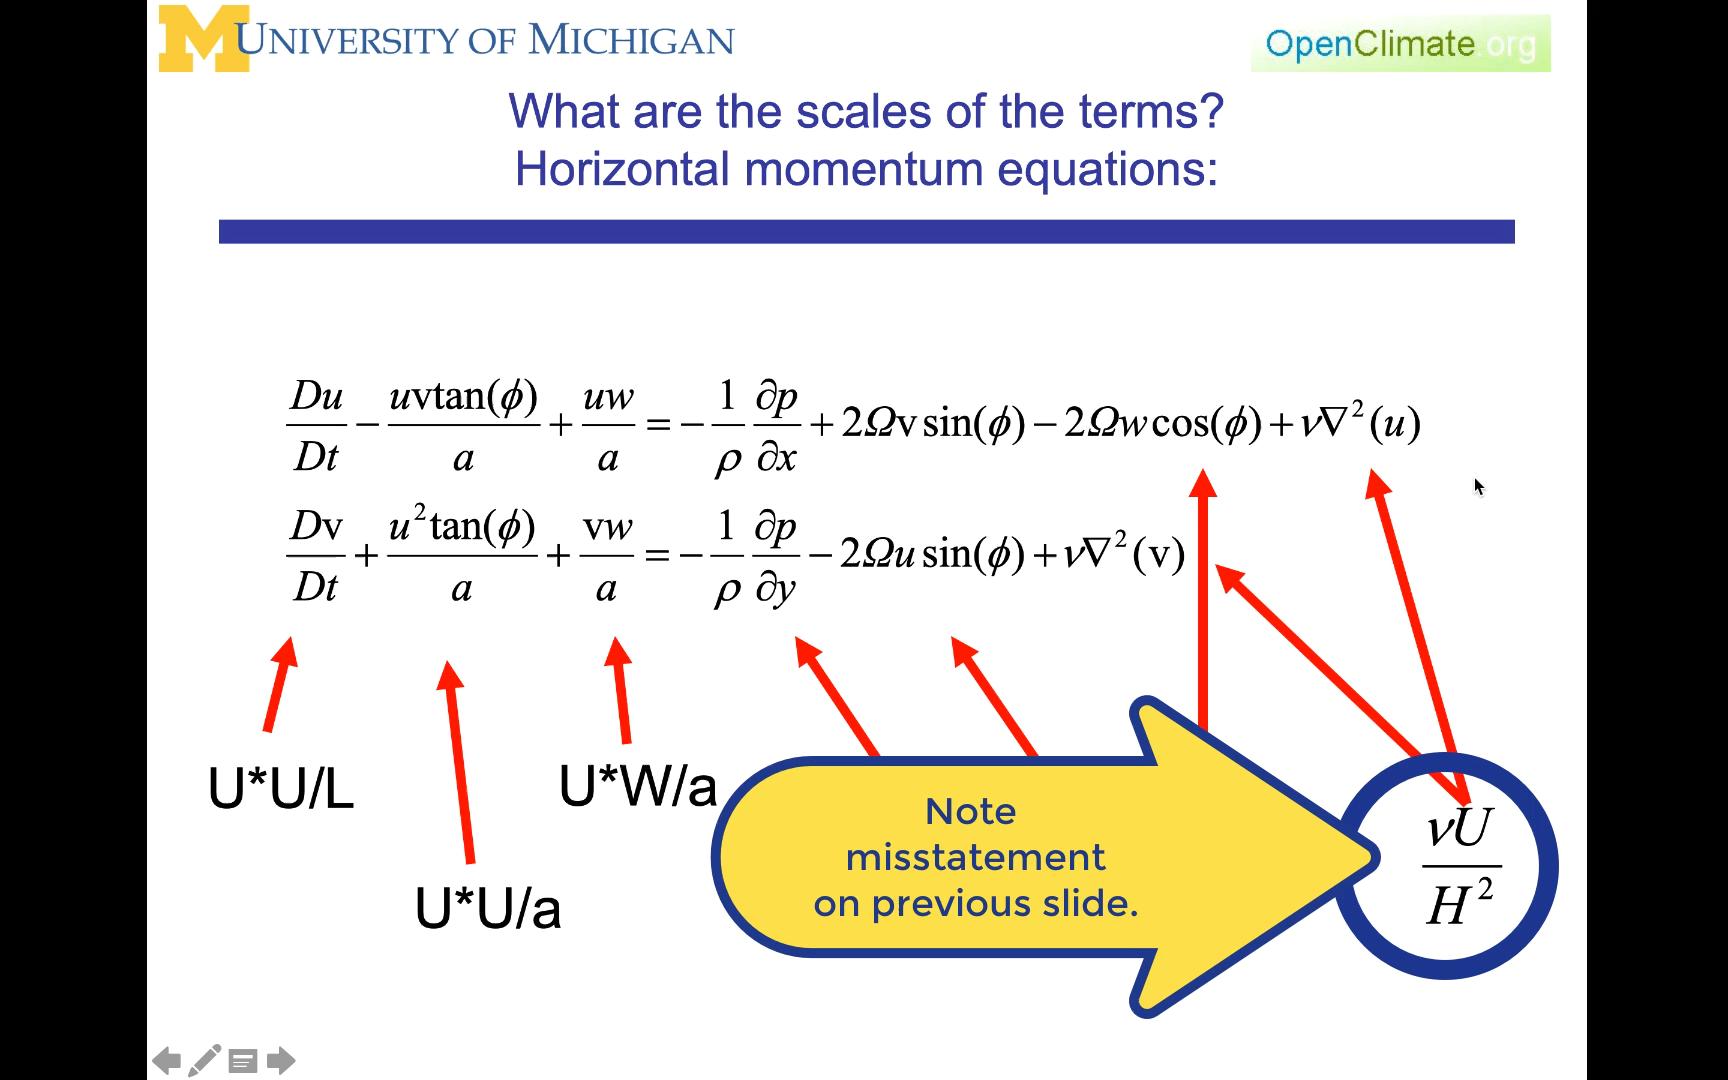 UNIVERSITY OF MICHIGAN
OpenClimate.org
What are the scales of the terms?
Horizontal momentum equations:
Du/Dt − uvtan(ϕ)/a + uw/a = − 1/ρ ∂p/∂x + 2Ωv sin(ϕ) − 2Ωw cos(ϕ) + ν∇²(u)
Dv/Dt + u²tan(ϕ)/a + vw/a = − 1/ρ ∂p/∂y − 2Ωu sin(ϕ) + ν∇²(v)
U*U/L
U*W/a
U*U/a
Note
misstatement
on previous slide.
νU/H²